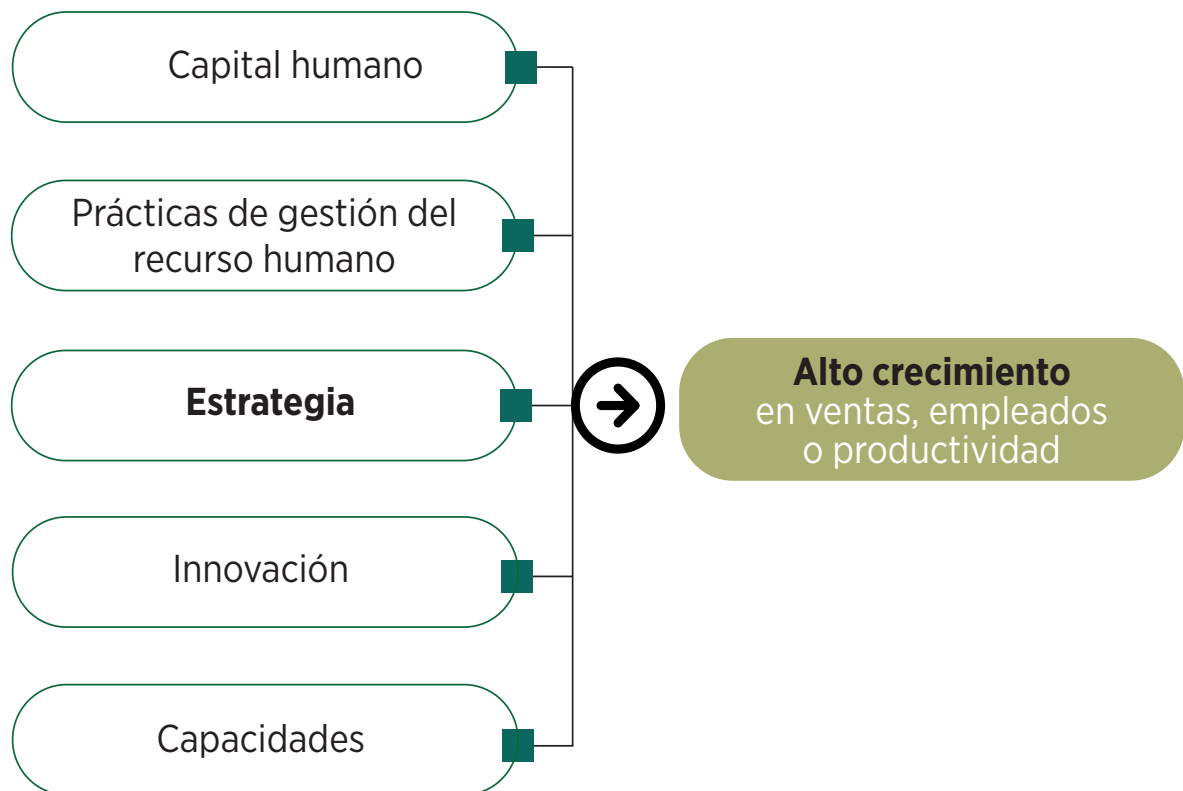 Capital humano
Prácticas de gestión del
recurso humano
Estrategia
Innovación
Capacidades
Alto crecimiento
en ventas, empleados
o productividad